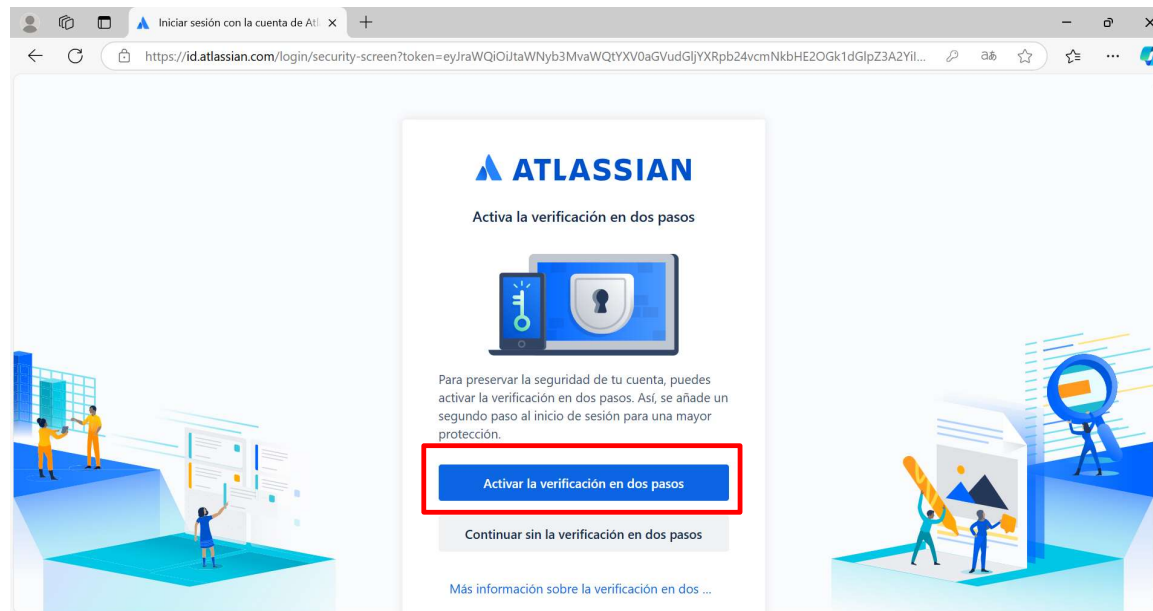 Iniciar sesión con la cuenta de Atl
https://id.atlassian.com/login/security-screen?token=eyJraWQiOiJtaWNyb3MvaWQtYXV0aGVudGljYXRpb24vcmNkbHE2OGk1dGlpZ3A2Yil...
ATLASSIAN
Activa la verificación en dos pasos
Para preservar la seguridad de tu cuenta, puedes
activar la verificación en dos pasos. Así, se añade un
segundo paso al inicio de sesión para una mayor
protección.
Activar la verificación en dos pasos
Continuar sin la verificación en dos pasos
Más información sobre la verificación en dos ...